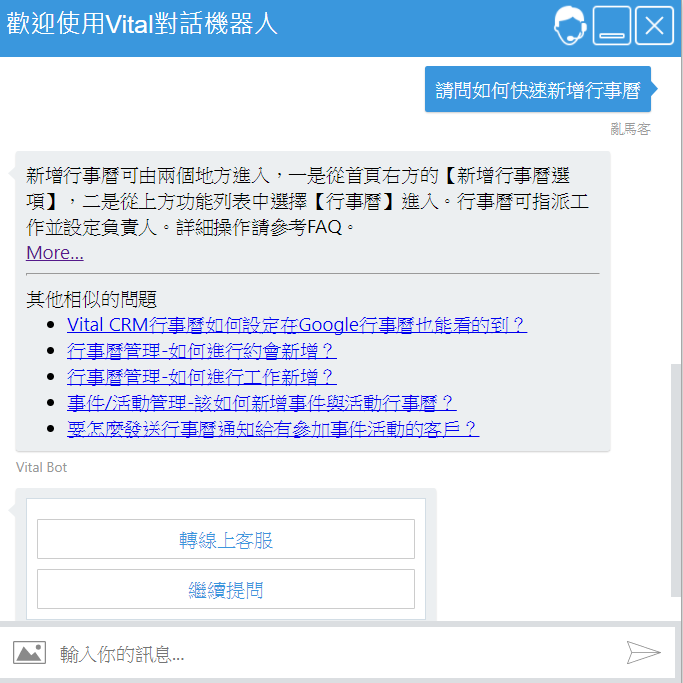 歡迎使用Vital對話機器人
請問如何快速新增行事曆
亂馬客
新增行事曆可由兩個地方進入，一是從首頁右方的【新增行事曆選
項】，二是從上方功能列表中選擇【行事曆】進入。行事曆可指派工
作並設定負責人。詳細操作請參考FAQ。
More...
其他相似的問題
Vital CRM行事曆如何設定在Google行事曆也能看的到？
行事曆管理-如何進行約會新增？
行事曆管理-如何進行工作新增？
事件/活動管理-該如何新增事件與活動行事曆？
要怎麼發送行事曆通知給有參加事件活動的客戶？
Vital Bot
轉線上客服
繼續提問
輸入你的訊息...